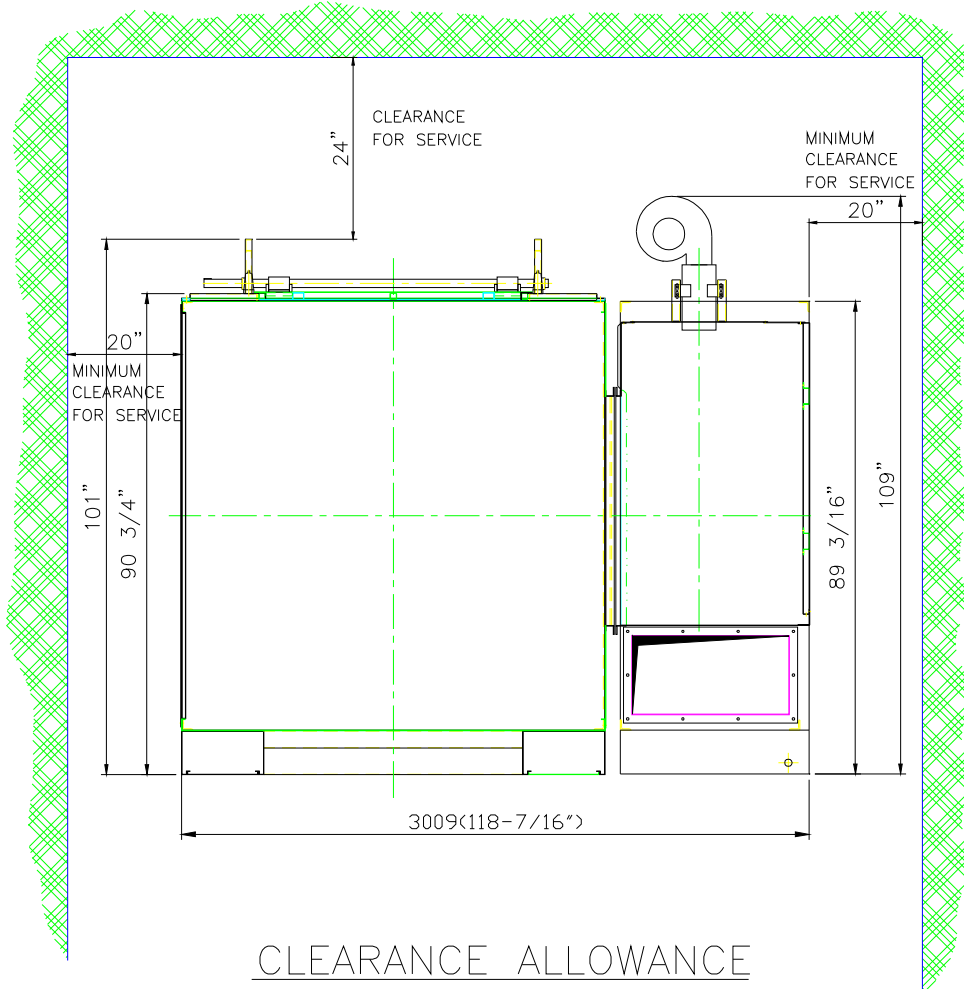 CLEARANCE
FOR SERVICE
24”
MINIMUM
CLEARANCE
FOR SERVICE
20”
20”
MINIMUM
CLEARANCE
FOR SERVICE
101”
90 3/4”
89 3/16”
109”
3009(118-7/16”)
CLEARANCE ALLOWANCE